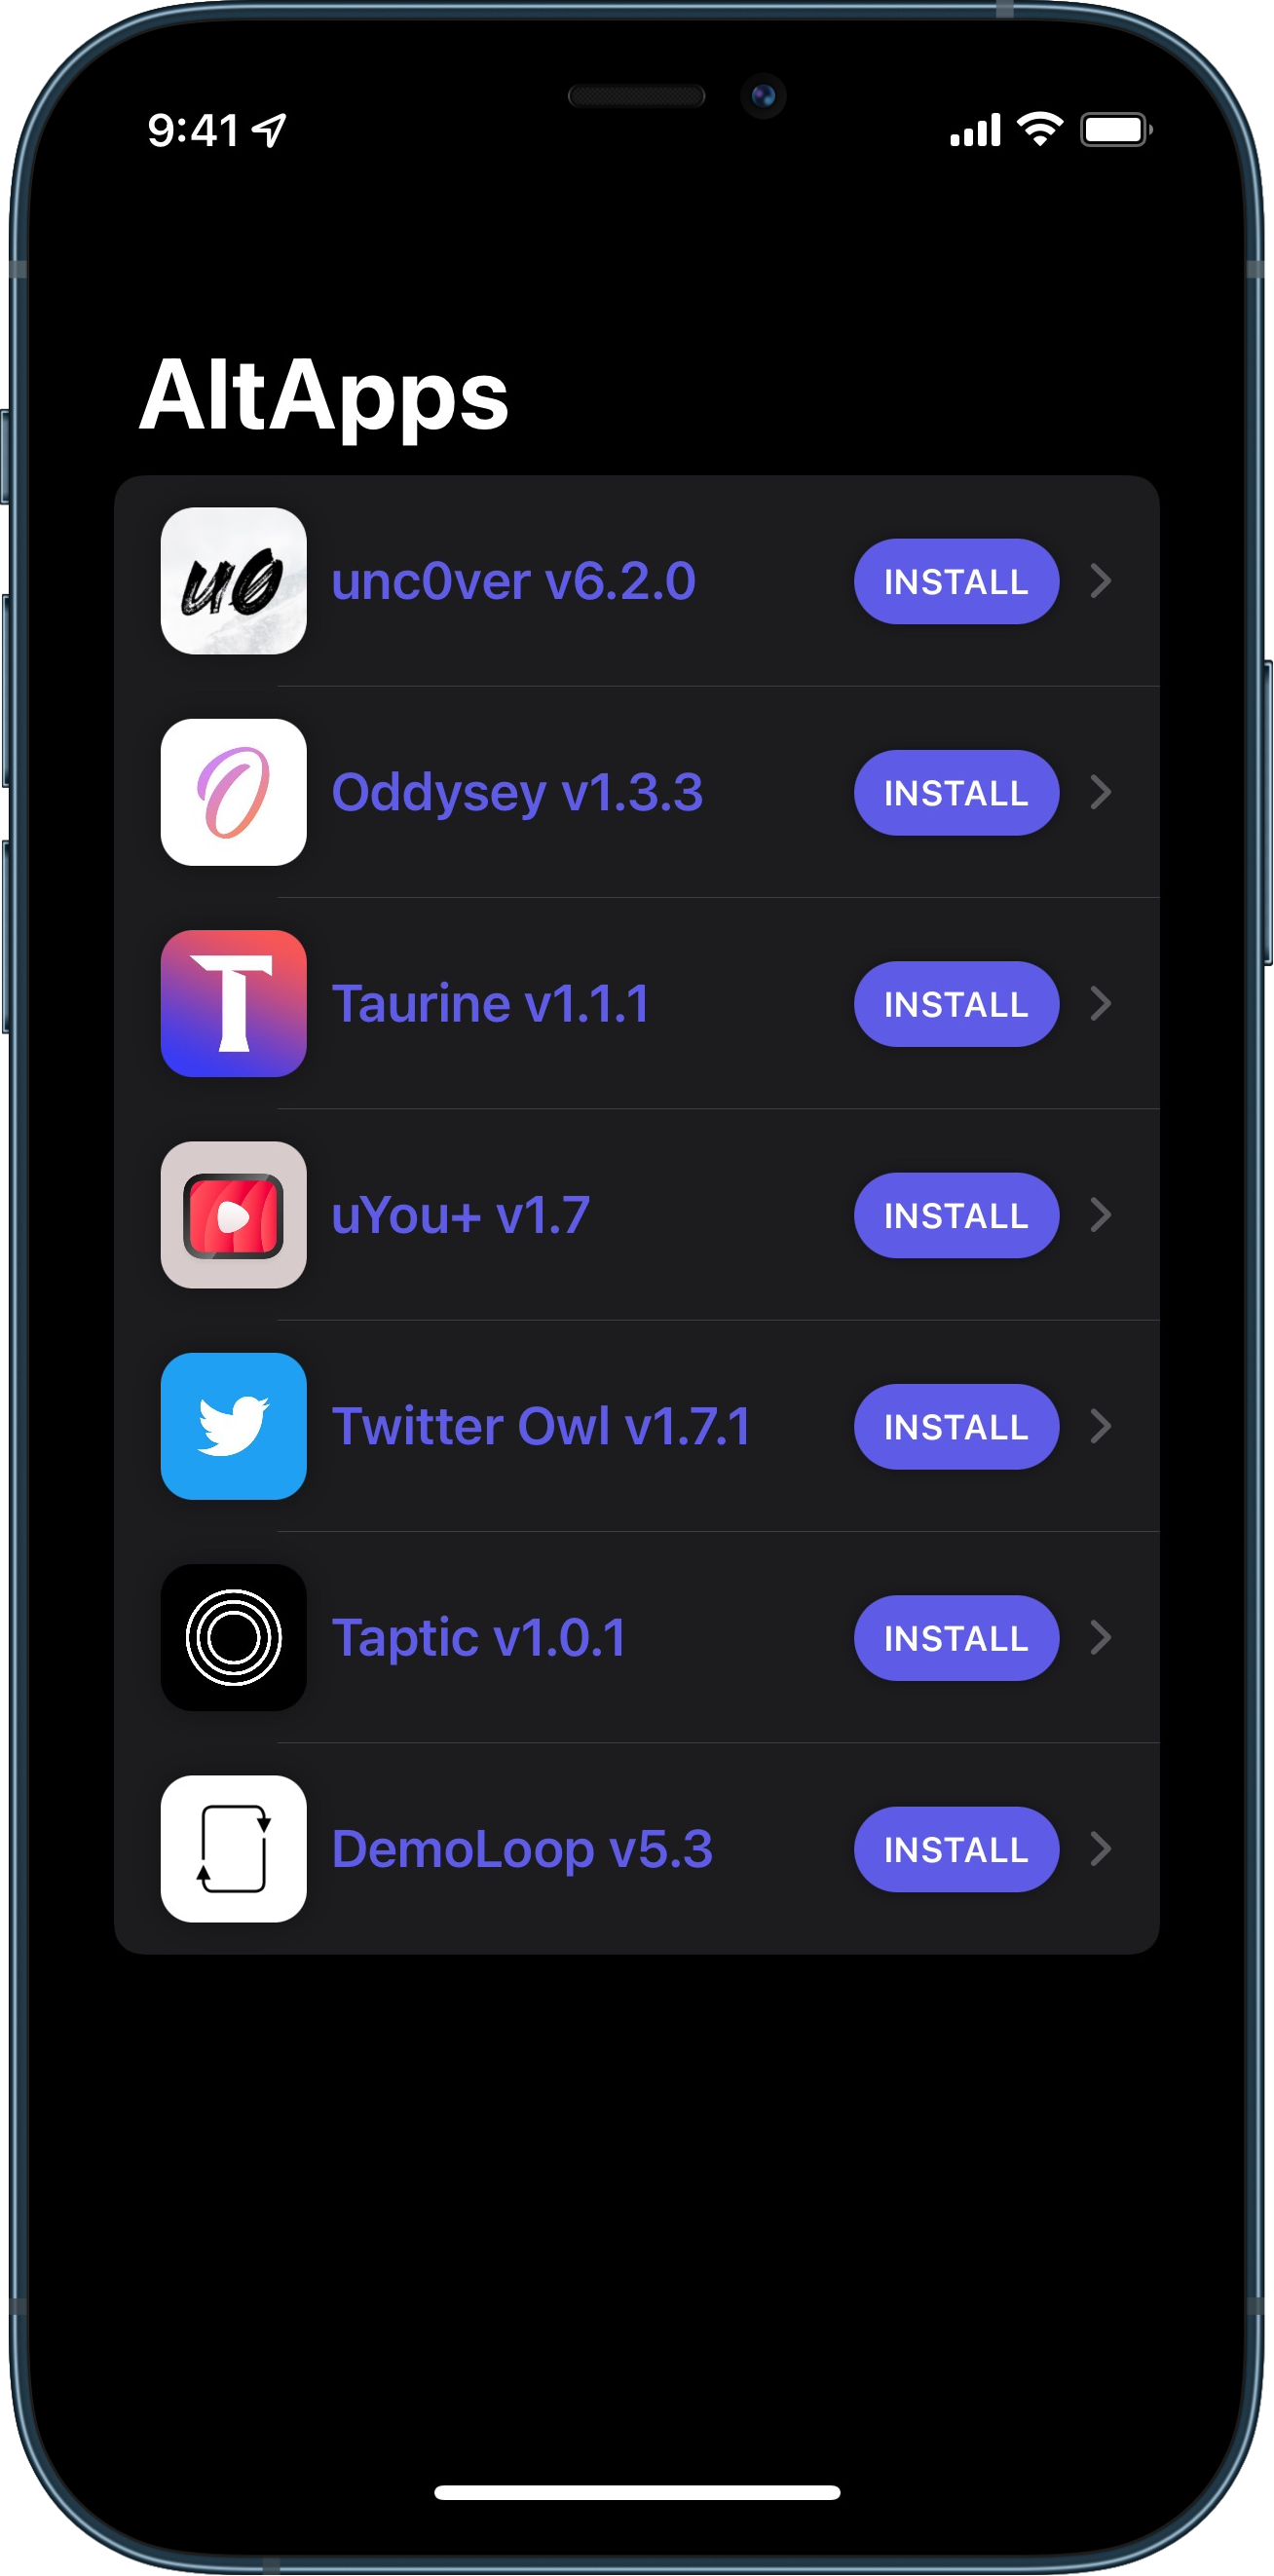 9:41
AltApps
u0
unc0ver v6.2.0
INSTALL
O
Oddysey v1.3.3
INSTALL
T
Taurine v1.1.1
INSTALL
uYou+ v1.7
INSTALL
Twitter Owl v1.7.1
INSTALL
Taptic v1.0.1
INSTALL
DemoLoop v5.3
INSTALL